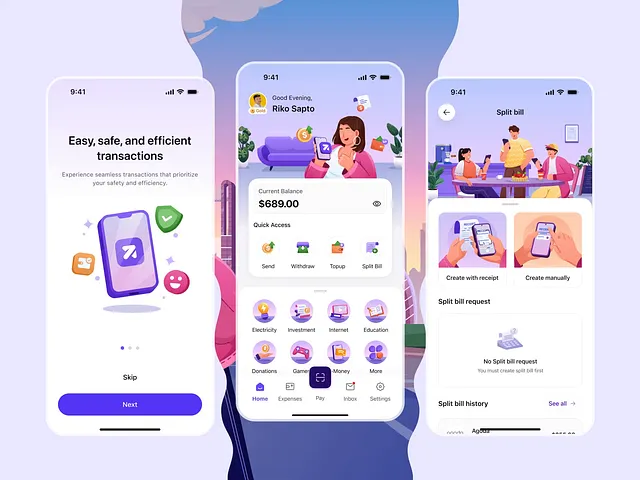 9:41
Easy, safe, and efficient
transactions
Experience seamless transactions that prioritize
your safety and efficiency.
Skip
Next
9:41
Good Evening,
Riko Sapto
Gold
Current Balance
$689.00
Quick Access
Send Withdraw Topup Split Bill
Electricity Investment Internet Education
Donations Games E-Money More
Home Expenses Pay Inbox Settings
9:41
Split bill
Create with receipt Create manually
Split bill request
No Split bill request
You must create split bill first
Split bill history See all →
agoda Agoda